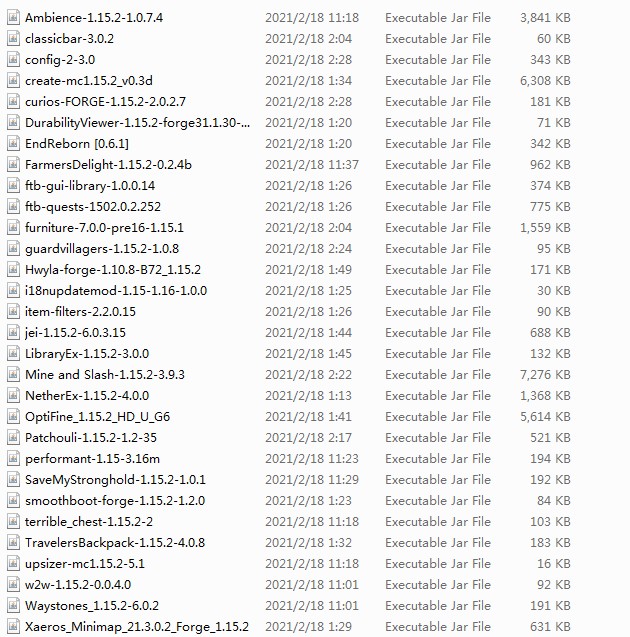 Ambience-1.15.2-1.0.7.4 2021/2/18 11:18 Executable Jar File 3,841 KB
classicbar-3.0.2 2021/2/18 2:04 Executable Jar File 60 KB
config-2-3.0 2021/2/18 2:28 Executable Jar File 343 KB
create-mc1.15.2_v0.3d 2021/2/18 1:34 Executable Jar File 6,308 KB
curios-FORGE-1.15.2-2.0.2.7 2021/2/18 2:28 Executable Jar File 181 KB
DurabilityViewer-1.15.2-forge31.1.30-... 2021/2/18 1:20 Executable Jar File 71 KB
EndReborn [0.6.1] 2021/2/18 1:20 Executable Jar File 342 KB
FarmersDelight-1.15.2-0.2.4b 2021/2/18 11:37 Executable Jar File 962 KB
ftb-gui-library-1.0.0.14 2021/2/18 1:26 Executable Jar File 374 KB
ftb-quests-1502.0.2.252 2021/2/18 1:26 Executable Jar File 775 KB
furniture-7.0.0-pre16-1.15.1 2021/2/18 2:04 Executable Jar File 1,559 KB
guardvillagers-1.15.2-1.0.8 2021/2/18 2:24 Executable Jar File 95 KB
Hwyla-forge-1.10.8-B72_1.15.2 2021/2/18 1:49 Executable Jar File 171 KB
i18nupdatemod-1.15-1.16-1.0.0 2021/2/18 1:25 Executable Jar File 30 KB
item-filters-2.2.0.15 2021/2/18 1:26 Executable Jar File 90 KB
jei-1.15.2-6.0.3.15 2021/2/18 1:44 Executable Jar File 688 KB
LibraryEx-1.15.2-3.0.0 2021/2/18 1:45 Executable Jar File 132 KB
Mine and Slash-1.15.2-3.9.3 2021/2/18 2:22 Executable Jar File 7,276 KB
NetherEx-1.15.2-4.0.0 2021/2/18 1:13 Executable Jar File 1,368 KB
OptiFine_1.15.2_HD_U_G6 2021/2/18 1:41 Executable Jar File 5,614 KB
Patchouli-1.15.2-1.2-35 2021/2/18 2:17 Executable Jar File 521 KB
performant-1.15-3.16m 2021/2/18 11:23 Executable Jar File 194 KB
SaveMyStronghold-1.15.2-1.0.1 2021/2/18 11:29 Executable Jar File 192 KB
smoothboot-forge-1.15.2-1.2.0 2021/2/18 1:23 Executable Jar File 84 KB
terrible_chest-1.15.2-2 2021/2/18 11:18 Executable Jar File 103 KB
TravelersBackpack-1.15.2-4.0.8 2021/2/18 1:32 Executable Jar File 183 KB
upsizer-mc1.15.2-5.1 2021/2/18 11:18 Executable Jar File 16 KB
w2w-1.15.2-0.0.4.0 2021/2/18 11:01 Executable Jar File 92 KB
Waystones_1.15.2-6.0.2 2021/2/18 11:01 Executable Jar File 191 KB
Xaeros_Minimap_21.3.0.2_Forge_1.15.2 2021/2/18 1:29 Executable Jar File 631 KB